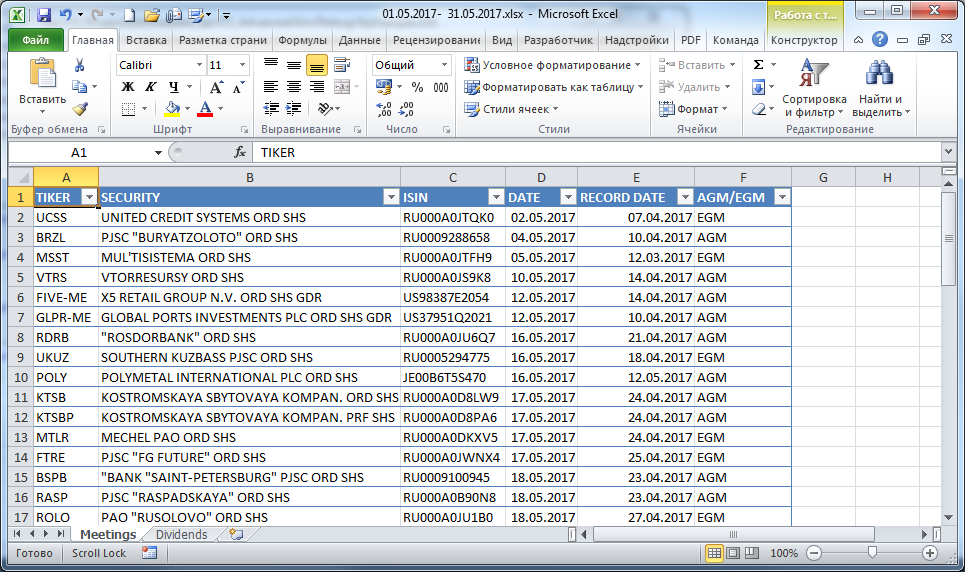 01.05.2017- 31.05.2017.xlsx - Microsoft Excel
Работа с т...
Файл Главная Вставка Разметка страни Формулы Данные Рецензировани Вид Разработчик Надстройки PDF Команда Конструктор
Вставить
Буфер обмена
Calibri 11
Ж К Ч A A
A
Шрифт
Выравнивание
Общий
% 000
Число
Условное форматирование
Форматировать как таблицу
Стили ячеек
Стили
Вставить
Удалить
Формат
Ячейки
Σ
Сортировка и фильтр
Найти и выделить
Редактирование
A1 fx TIKER
A B C D E F G H
1 TIKER SECURITY ISIN DATE RECORD DATE AGM/EGM
2 UCSS UNITED CREDIT SYSTEMS ORD SHS RU000A0JTQK0 02.05.2017 07.04.2017 EGM
3 BRZL PJSC "BURYATZOLOTO" ORD SHS RU0009288658 04.05.2017 10.04.2017 AGM
4 MSST MUL'TISISTEMA ORD SHS RU000A0JTFH9 05.05.2017 12.03.2017 EGM
5 VTRS VTORRESURSY ORD SHS RU000A0JS9K8 10.05.2017 14.04.2017 AGM
6 FIVE-ME X5 RETAIL GROUP N.V. ORD SHS GDR US98387E2054 12.05.2017 14.04.2017 AGM
7 GLPR-ME GLOBAL PORTS INVESTMENTS PLC ORD SHS GDR US37951Q2021 12.05.2017 10.04.2017 AGM
8 RDRB "ROSDORBANK" ORD SHS RU000A0JU6Q7 16.05.2017 21.04.2017 AGM
9 UKUZ SOUTHERN KUZBASS PJSC ORD SHS RU0005294775 16.05.2017 18.04.2017 EGM
10 POLY POLYMETAL INTERNATIONAL PLC ORD SHS JE00B6T5S470 16.05.2017 12.05.2017 AGM
11 KTSB KOSTROMSKAYA SBYTOVAYA KOMPAN. ORD SHS RU000A0D8LW9 17.05.2017 24.04.2017 AGM
12 KTSBP KOSTROMSKAYA SBYTOVAYA KOMPAN. PRF SHS RU000A0D8PA6 17.05.2017 24.04.2017 AGM
13 MTLR MECHEL PAO ORD SHS RU000A0DKXV5 17.05.2017 24.04.2017 EGM
14 FTRE PJSC "FG FUTURE" ORD SHS RU000A0JWNX4 17.05.2017 25.04.2017 EGM
15 BSPB "BANK "SAINT-PETERSBURG" PJSC ORD SHS RU0009100945 18.05.2017 23.04.2017 AGM
16 RASP PJSC "RASPADSKAYA" ORD SHS RU000A0B90N8 18.05.2017 23.04.2017 AGM
17 ROLO PAO "RUSOLOVO" ORD SHS RU000A0JU1B0 18.05.2017 27.04.2017 EGM
Meetings Dividends
Готово Scroll Lock 100%